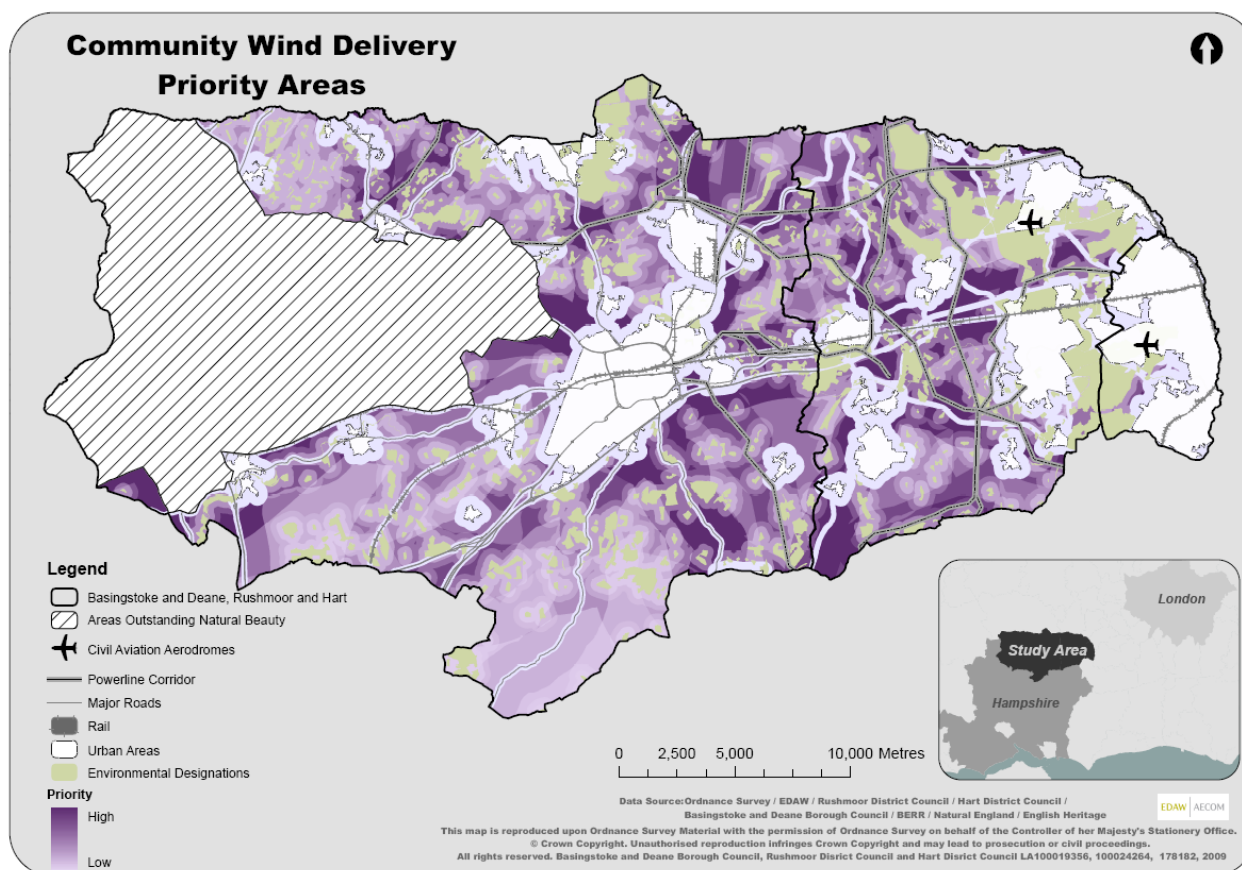 Community Wind Delivery
Priority Areas
Legend
Basingstoke and Deane, Rushmoor and Hart
Areas Outstanding Natural Beauty
Civil Aviation Aerodromes
Powerline Corridor
Major Roads
Rail
Urban Areas
Environmental Designations
Priority
High
Low
0 2,500 5,000 10,000 Metres
London
Study Area
Hampshire
Data Source:Ordnance Survey / EDAW / Rushmoor District Council / Hart District Council /
Basingstoke and Deane Borough Council / BERR / Natural England / English Heritage
EDAW AECOM
This map is reproduced upon Ordnance Survey Material with the permission of Ordnance Survey on behalf of the Controller of her Majesty's Stationery Office.
© Crown Copyright. Unauthorised reproduction infringes Crown Copyright and may lead to prosecution or civil proceedings.
All rights reserved. Basingstoke and Deane Borough Council, Rushmoor Disrict Council and Hart Disrict Council LA100019356, 100024264, 178182, 2009